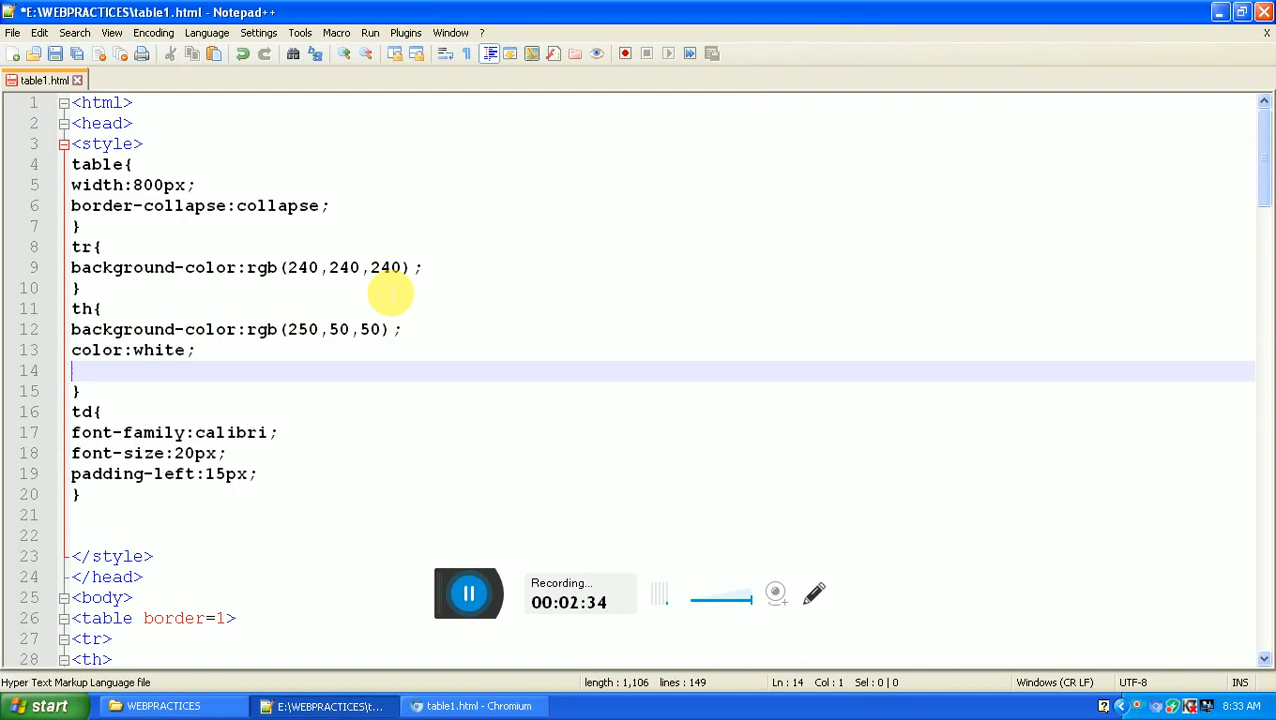 *E:\WEBPRACTICES\table1.html - Notepad++
File Edit Search View Encoding Language Settings Tools Macro Run Plugins Window ? X
table1.html
1 <html>
2 <head>
3 <style>
4 table{
5 width:800px;
6 border-collapse:collapse;
7 }
8 tr{
9 background-color:rgb(240,240,240);
10 }
11 th{
12 background-color:rgb(250,50,50);
13 color:white;
14
15 }
16 td{
17 font-family:calibri;
18 font-size:20px;
19 padding-left:15px;
20 }
21
22
23 </style>
24 </head>
25 <body>
26 <table border=1>
27 <tr>
28 <th>
Recording...
00:02:34
Hyper Text Markup Language file length : 1,106 lines : 149 Ln : 14 Col : 1 Sel : 0 | 0 Windows (CR LF) UTF-8 INS
start WEBPRACTICES E:\WEBPRACTICES\t... table1.html - Chromium 8:33 AM